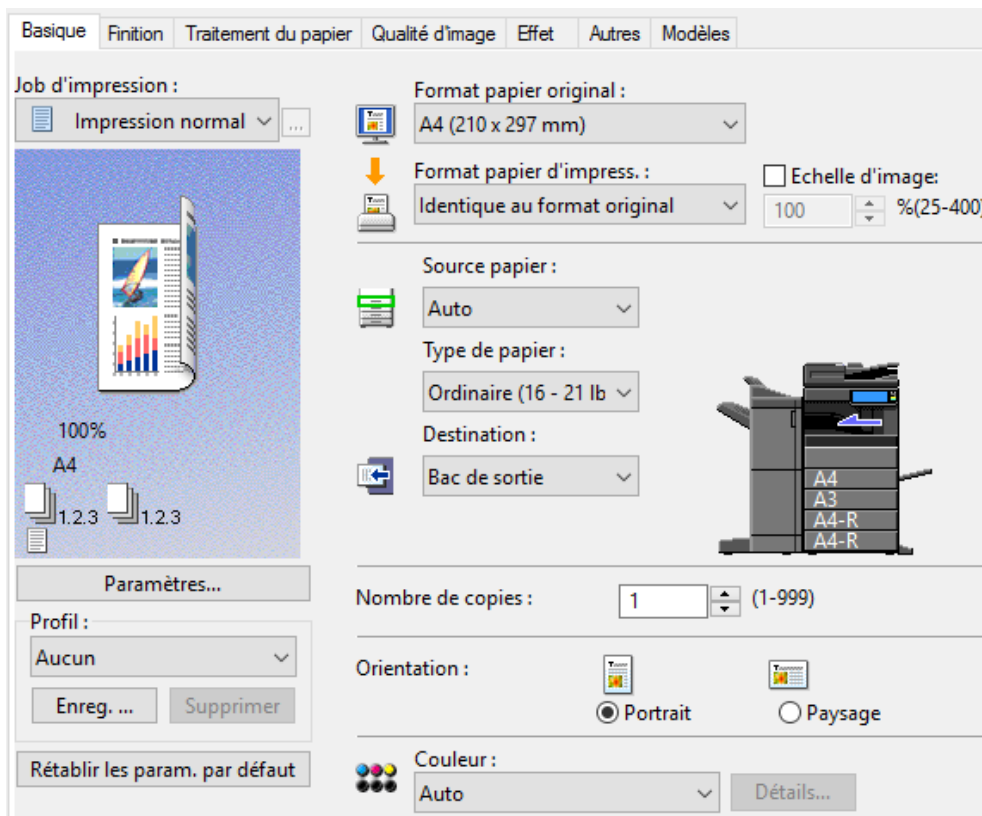 Basique Finition Traitement du papier Qualité d'image Effet Autres Modèles
Job d'impression :
Impression normal
...
Format papier original :
A4 (210 x 297 mm)
Format papier d'impress. :
Identique au format original
Echelle d'image:
100 %(25-400)
Source papier :
Auto
Type de papier :
Ordinaire (16 - 21 lb
Destination :
Bac de sortie
100%
A4
1.2.3 1.2.3
A4
A3
A4-R
A4-R
Paramètres...
Profil :
Aucun
Enreg. ... Supprimer
Rétablir les param. par défaut
Nombre de copies : 1 (1-999)
Orientation :
Portrait Paysage
Couleur :
Auto Détails...